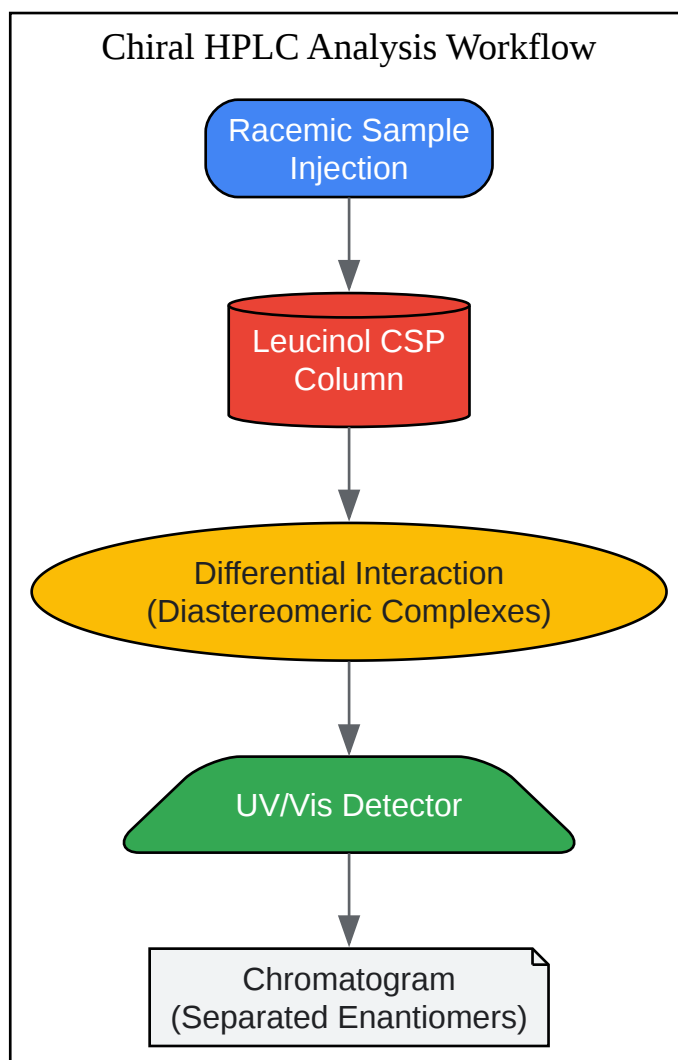 Chiral HPLC Analysis Workflow
Racemic Sample
Injection
Leucinol CSP
Column
Differential Interaction
(Diastereomeric Complexes)
UV/Vis Detector
Chromatogram
(Separated Enantiomers)